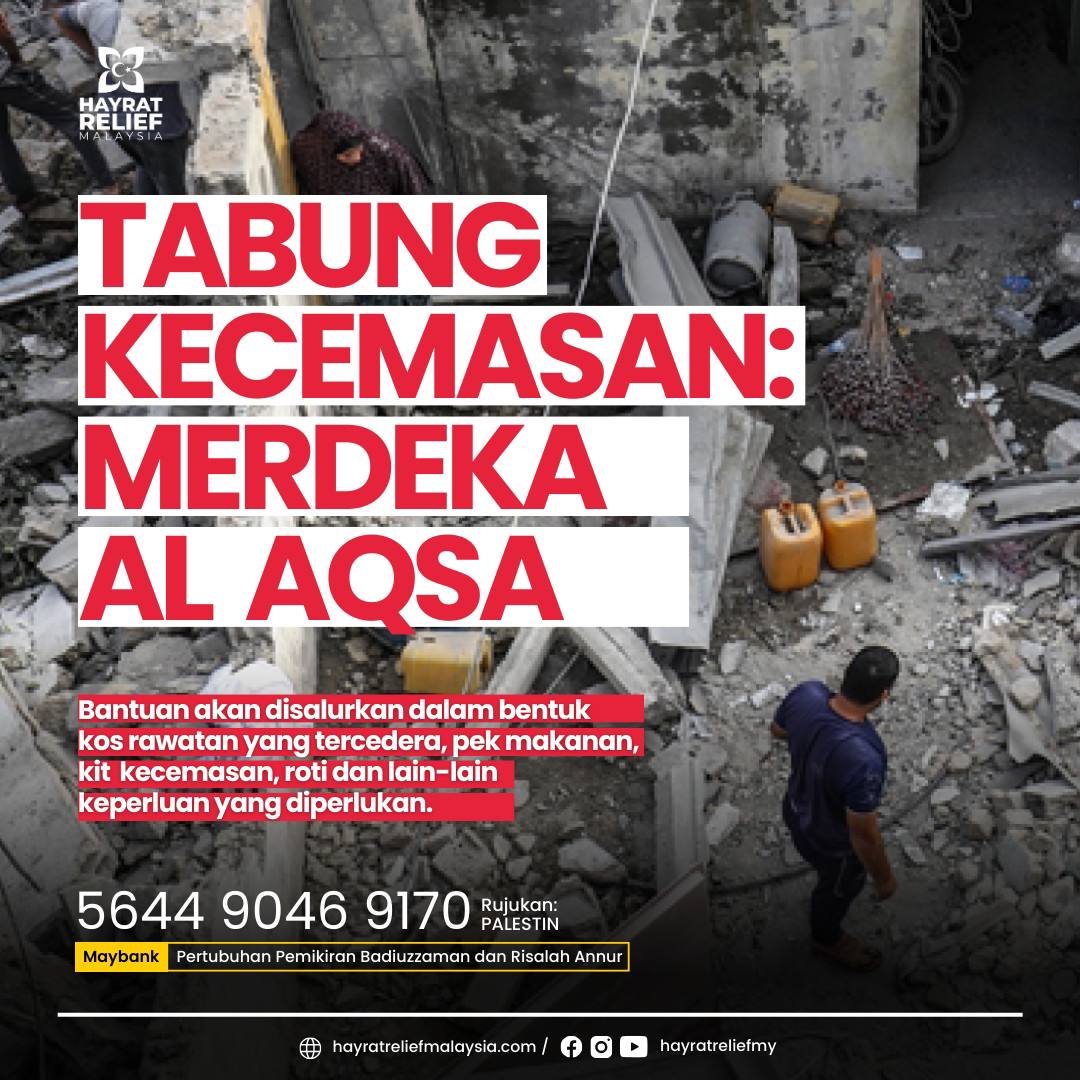 HAYRAT
RELIEF
MALAYSIA
TABUNG
KECEMASAN:
MERDEKA
AL AQSA
Bantuan akan disalurkan dalam bentuk
kos rawatan yang tercedera, pek makanan,
kit kecemasan, roti dan lain-lain
keperluan yang diperlukan.
5644 9046 9170
Rujukan:
PALESTIN
Maybank Pertubuhan Pemikiran Badiuzzaman dan Risalah Annur
hayratreliefmalaysia.com / hayratreliefmy